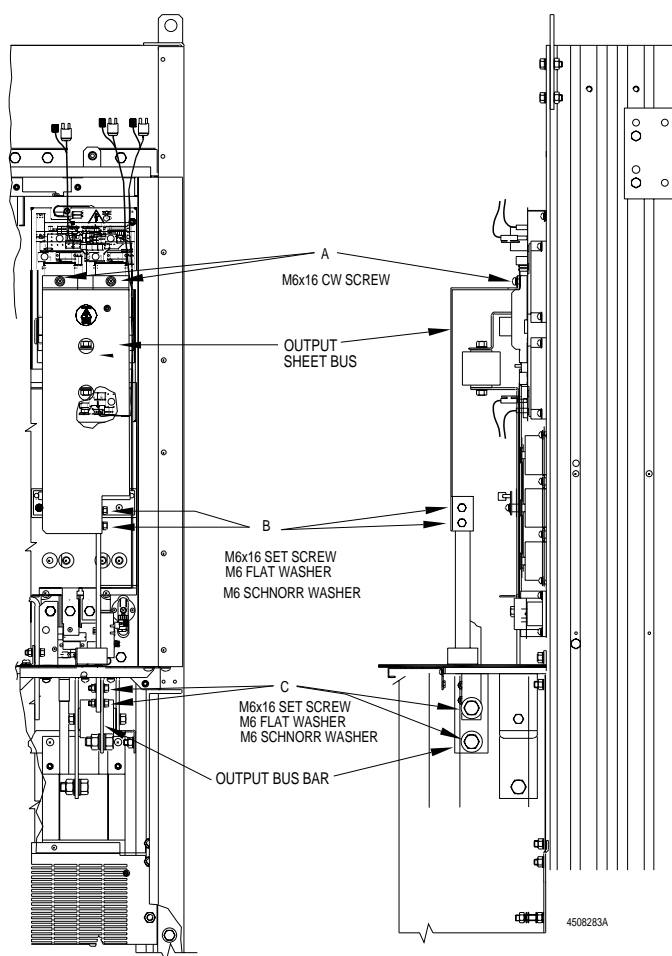 A
M6x16 CW SCREW
OUTPUT
SHEET BUS
B
M6x16 SET SCREW
M6 FLAT WASHER
M6 SCHNORR WASHER
C
M6x16 SET SCREW
M6 FLAT WASHER
M6 SCHNORR WASHER
OUTPUT BUS BAR
4508283A